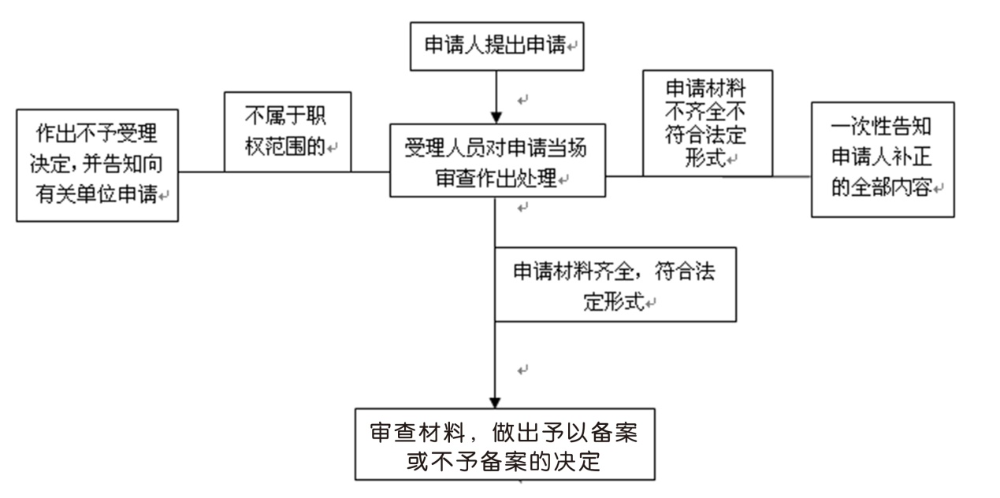 申请人提出申请
作出不予受理
决定，并告知向
有关单位申请
不属于职
权范围的
受理人员对申请当场
审查作出处理
申请材料
不齐全不
符合法定
形式
一次性告知
申请人补正
的全部内容
申请材料齐全，符合法
定形式
审查材料，做出予以备案
或不予备案的决定